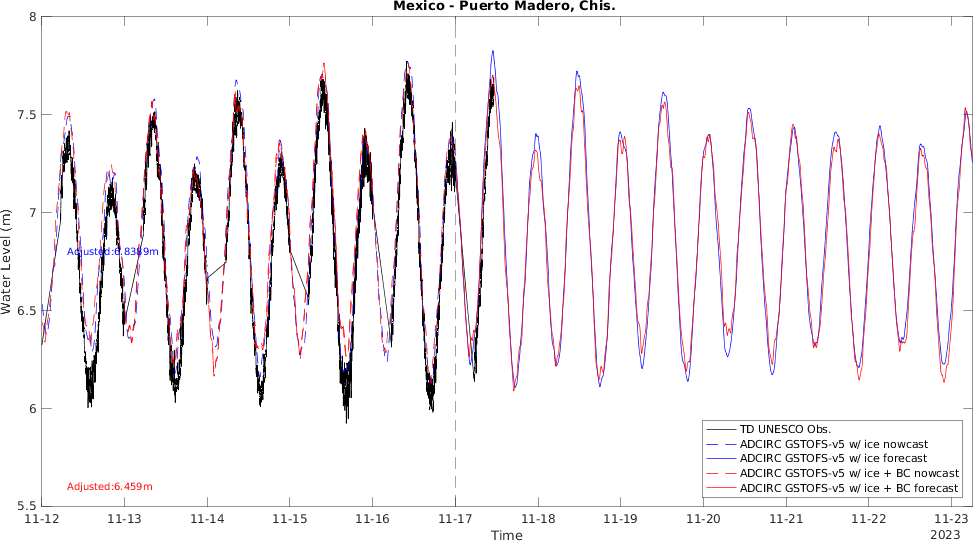 Mexico - Puerto Madero, Chis.
8
7.5
7
6.5
6
5.5
Water Level (m)
Adjusted:6.8389m
Adjusted:6.459m
TD UNESCO Obs.
ADCIRC GSTOFS-v5 w/ ice nowcast
ADCIRC GSTOFS-v5 w/ ice forecast
ADCIRC GSTOFS-v5 w/ ice + BC nowcast
ADCIRC GSTOFS-v5 w/ ice + BC forecast
11-12 11-13 11-14 11-15 11-16 11-17 11-18 11-19 11-20 11-21 11-22 11-23
2023
Time